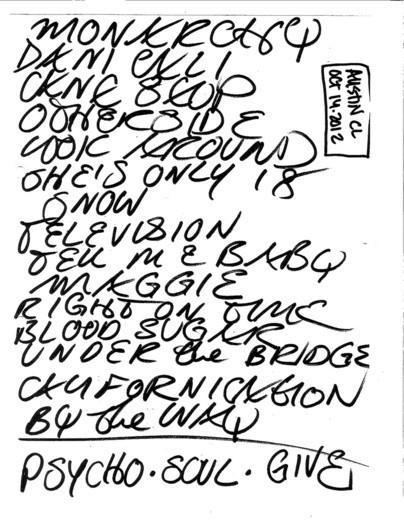 MONARCHY
DANI CALI
CANT STOP
OTHERSIDE
LOOK AROUND
SHE'S ONLY 18
SNOW
TELEVISION
TELL ME BABY
MAGGIE
RIGHT ON TIME
BLOOD SUGAR
UNDER the BRIDGE
CALIFORNICATION
BY the WAY
PSYCHO · SOUL · GIVE
AUSTIN CL
OCT 14 · 2012